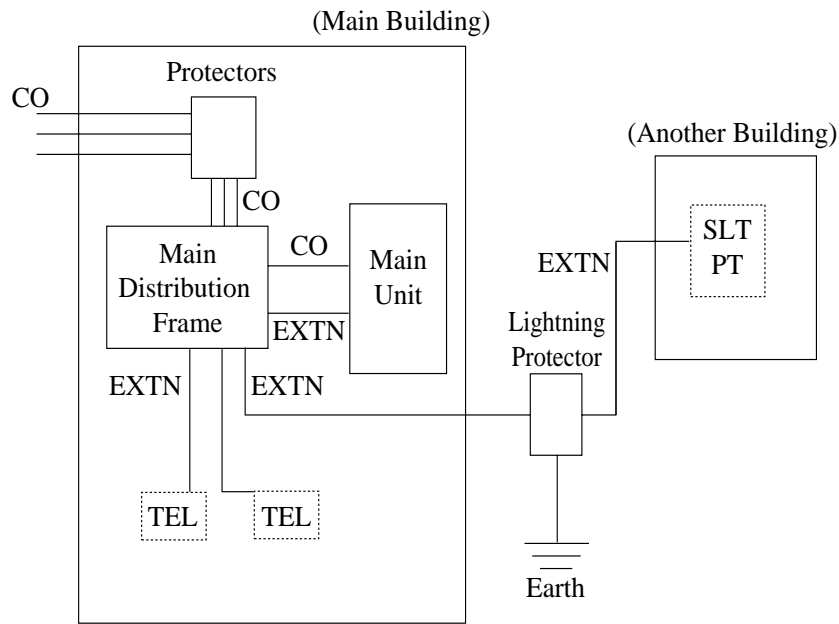 (Main Building)
Protectors
CO
(Another Building)
CO
SLT
PT
CO
Main
Distribution
Frame
Main
Unit
EXTN
EXTN
Lightning
Protector
EXTN
EXTN
TEL
TEL
Earth